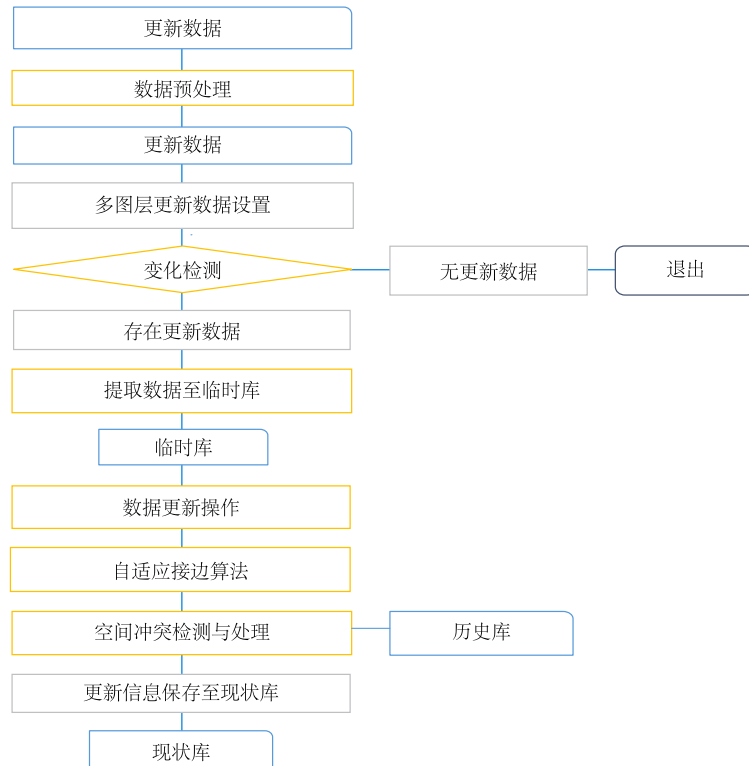 更新数据
数据预处理
更新数据
多图层更新数据设置
变化检测
无更新数据
退出
存在更新数据
提取数据至临时库
临时库
数据更新操作
自适应接边算法
空间冲突检测与处理
历史库
更新信息保存至现状库
现状库